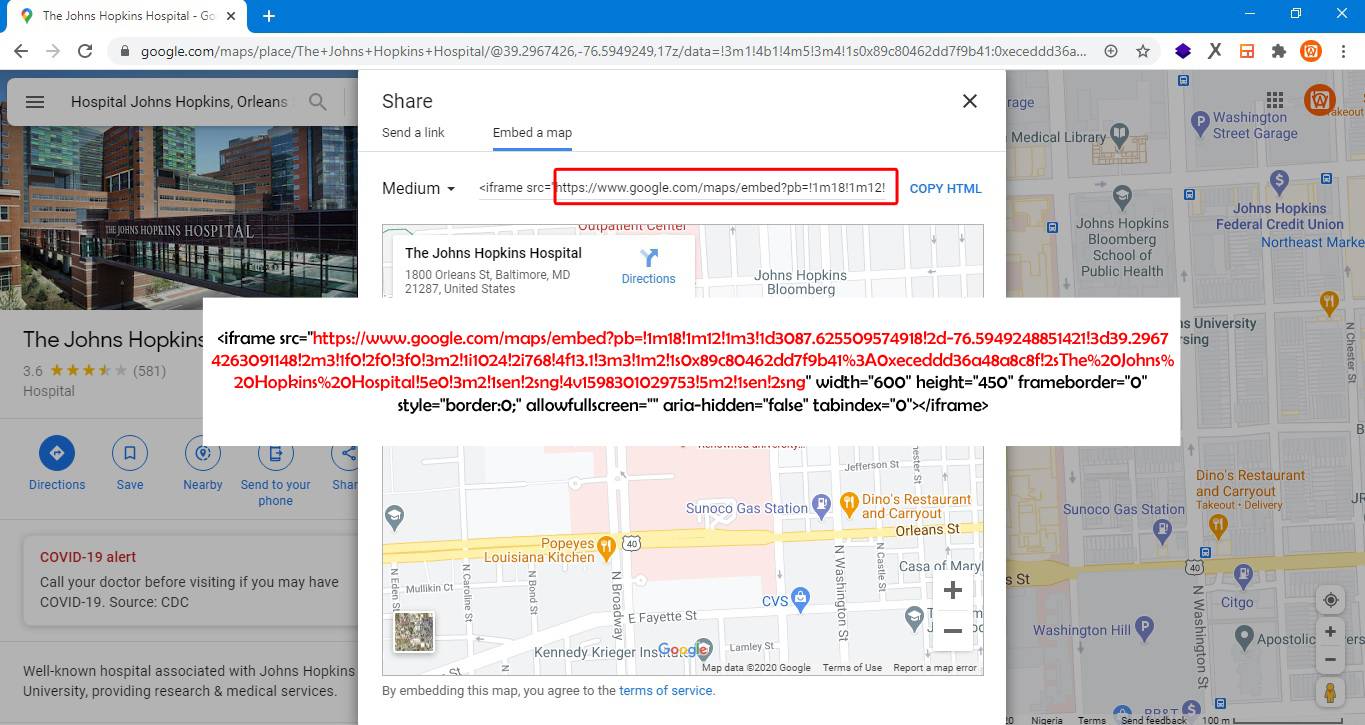 The Johns Hopkins Hospital - Go
google.com/maps/place/The+Johns+Hopkins+Hospital/@39.2967426,-76.5949249,17z/data=!3m1!4b1!4m5!3m4!1s0x89c80462dd7f9b41:0xeceddd36a...
Hospital Johns Hopkins, Orleans
THE JOHNS HOPKINS HOSPITAL
The Johns Hopkins
3.6 (581)
Hospital
Directions
Save
Nearby
Send to your
phone
Shar
COVID-19 alert
Call your doctor before visiting if you may have
COVID-19. Source: CDC
Well-known hospital associated with Johns Hopkins
University, providing research & medical services.
Share
Send a link
Embed a map
Medium
<iframe src="https://www.google.com/maps/embed?pb=!1m18!1m12!
COPY HTML
Outpatient Center
The Johns Hopkins Hospital
1800 Orleans St, Baltimore, MD
21287, United States
Directions
Johns Hopkins
Bloomberg
<iframe src="https://www.google.com/maps/embed?pb=!1m18!1m12!1m3!1d3087.625509574918!2d-76.5949248851421!3d39.2967
4263091148!2m3!1f0!2f0!3f0!3m2!1i1024!2i768!4f13.1!3m3!1m2!1s0x89c80462dd7f9b41%3A0xeceddd36a48a8c8f!2sThe%20Johns%
20Hopkins%20Hospital!5e0!3m2!1sen!2sng!4v1598301029753!5m2!1sen!2sng" width="600" height="450" frameborder="0"
style="border:0;" allowfullscreen="" aria-hidden="false" tabindex="0"></iframe>
Renowned university...
Jefferson St
N Chester St
Sunoco Gas Station
Dino's Restaurant
and Carryout
Orleans St
Popeyes
Louisiana Kitchen
40
Casa of Mary
Mullikin Ct
N Eden St
N Caroline St
N Bond St
N Broadway
N Washington St
N Castle St
CVS
E Fayette St
Lamley St
Kennedy Krieger Institute
Google
Map data ©2020 Google
Terms of Use
Report a map error
By embedding this map, you agree to the terms of service.
rage
Medical Library
Washington
Street Garage
Takeout
Johns Hopkins
Bloomberg
School of
Public Health
Johns Hopkins
Federal Credit Union
Northeast Marke
ns University
rsing
N Chester St
Dino's Restaurant
and Carryout
Takeout • Delivery
Sunoco Gas Station
s St
40
N Washington
Citgo
Washington Hill
Apostolic
BB&T
20
Nigeria
Terms
Send feedback
100 m